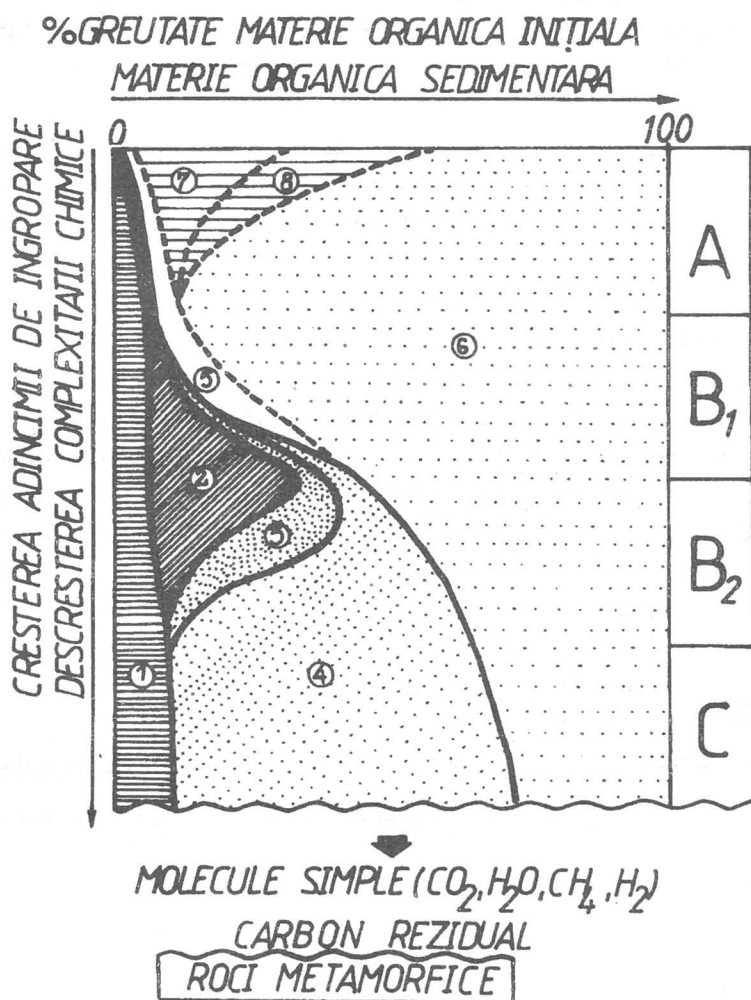 %GREUTATE MATERIE ORGANICA INIȚIALA
MATERIE ORGANICA SEDIMENTARA
0
100
CRESTEREA ADINCIMII DE INGROPARE
DESCRESTEREA COMPLEXITATII CHIMICE
7
8
A
6
5
B1
2
3
B2
1
4
C
MOLECULE SIMPLE (CO2, H2O, CH4, H2)
CARBON REZIDUAL
ROCI METAMORFICE